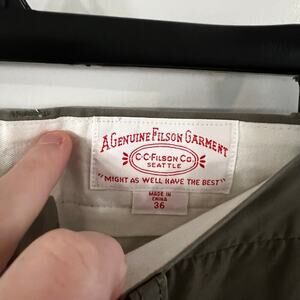 A GENUINE FILSON GARMENT
C·C·FILSON CO.
SEATTLE
"MIGHT AS WELL HAVE THE BEST"
MADE IN
CHINA
36